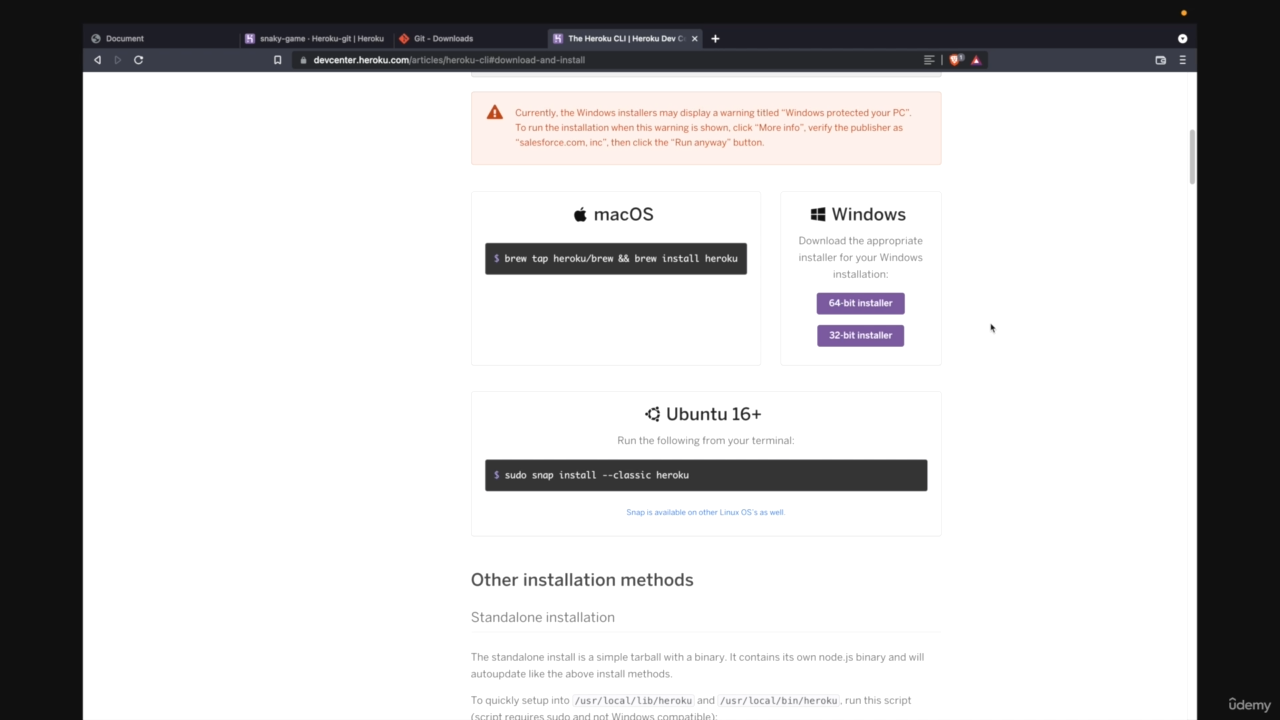 Document
snaky-game · Heroku-git | Heroku
Git - Downloads
The Heroku CLI | Heroku Dev C
devcenter.heroku.com/articles/heroku-cli#download-and-install
Currently, the Windows installers may display a warning titled “Windows protected your PC”.
To run the installation when this warning is shown, click “More info”, verify the publisher as
“salesforce.com, inc”, then click the “Run anyway” button.
macOS
$ brew tap heroku/brew && brew install heroku
Windows
Download the appropriate
installer for your Windows
installation:
64-bit installer
32-bit installer
Ubuntu 16+
Run the following from your terminal:
$ sudo snap install --classic heroku
Snap is available on other Linux OS's as well.
Other installation methods
Standalone installation
The standalone install is a simple tarball with a binary. It contains its own node.js binary and will
autoupdate like the above install methods.
To quickly setup into /usr/local/lib/heroku and /usr/local/bin/heroku, run this script
(script requires sudo and not Windows compatible):
ûdemy